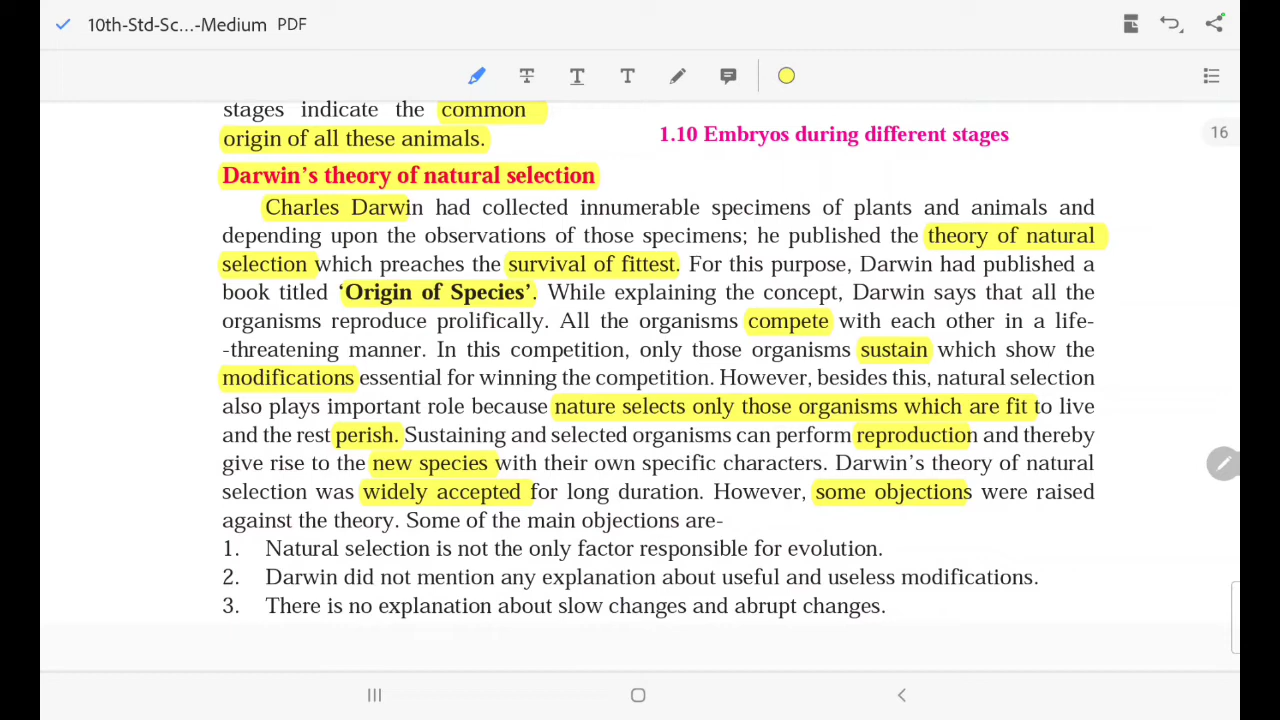 10th-Std-Sc...-Medium PDF
stages indicate the common
origin of all these animals.
1.10 Embryos during different stages
16
Darwin's theory of natural selection
Charles Darwin had collected innumerable specimens of plants and animals and
depending upon the observations of those specimens; he published the theory of natural
selection which preaches the survival of fittest. For this purpose, Darwin had published a
book titled 'Origin of Species'. While explaining the concept, Darwin says that all the
organisms reproduce prolifically. All the organisms compete with each other in a life-
-threatening manner. In this competition, only those organisms sustain which show the
modifications essential for winning the competition. However, besides this, natural selection
also plays important role because nature selects only those organisms which are fit to live
and the rest perish. Sustaining and selected organisms can perform reproduction and thereby
give rise to the new species with their own specific characters. Darwin's theory of natural
selection was widely accepted for long duration. However, some objections were raised
against the theory. Some of the main objections are-
1. Natural selection is not the only factor responsible for evolution.
2. Darwin did not mention any explanation about useful and useless modifications.
3. There is no explanation about slow changes and abrupt changes.